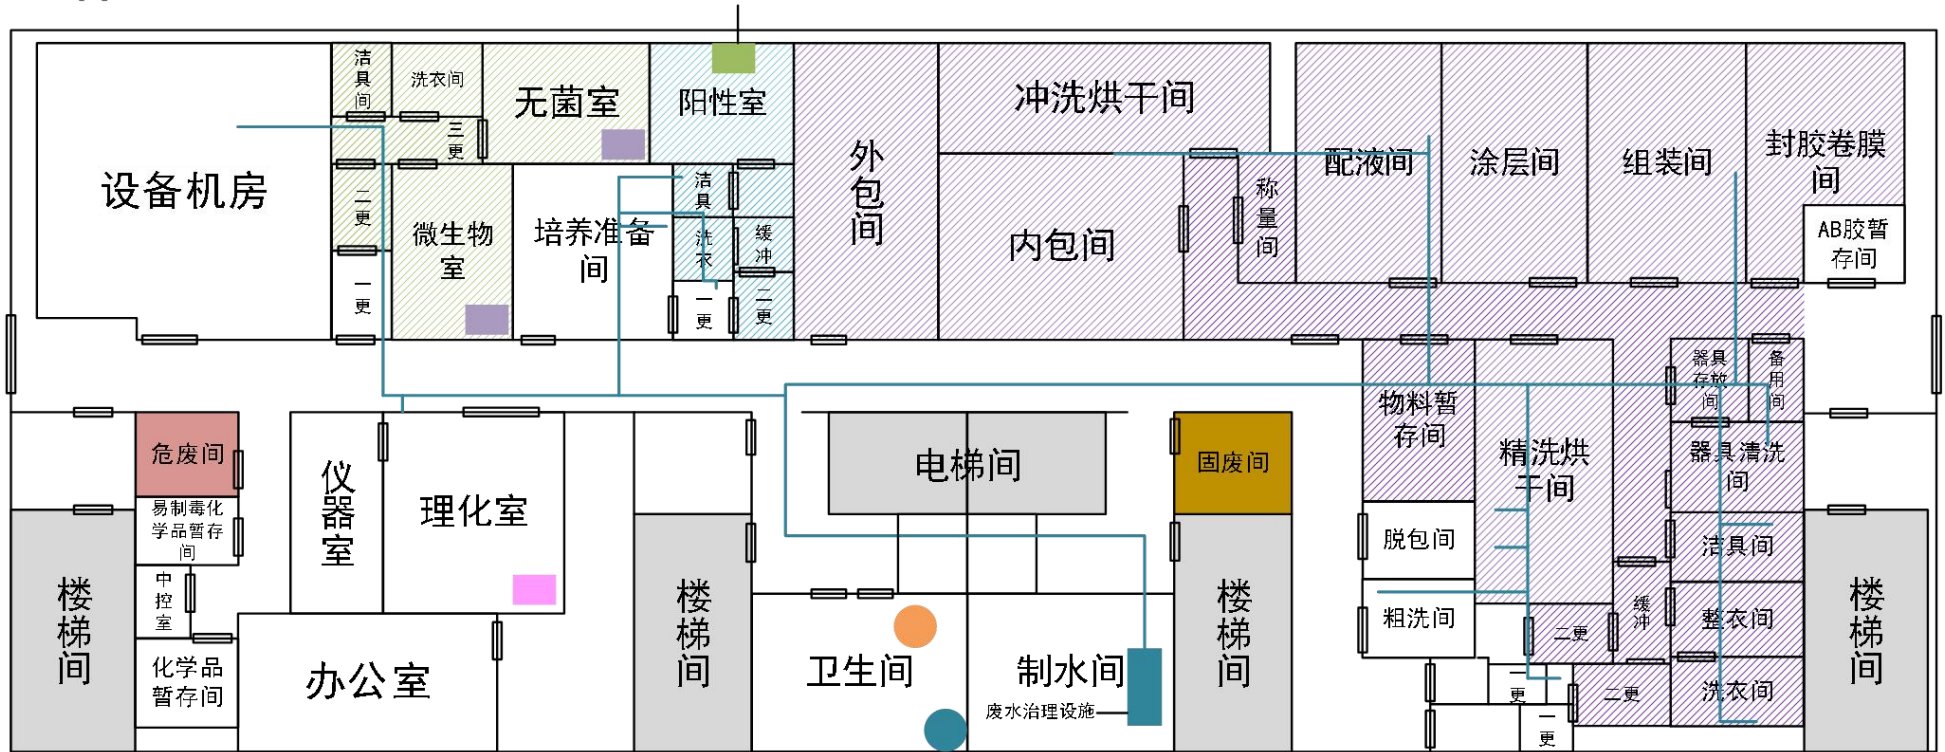 洁
具
间
洗衣间
无菌室
阳性室
三
更
设备机房
二
更
一
更
微生物
室
培养准备
间
洁
具
洗
衣
缓
冲
一
更
二
更
外
包
间
冲洗烘干间
内包间
称
量
间
配液间
涂层间
组装间
封胶卷膜
间
AB胶暂
存间
器具
存放
间
备
用
间
物料暂
存间
精洗烘
干间
器具清洗
间
脱包间
粗洗间
洁具间
缓
冲
整衣间
二更
洗衣间
二更
一
更
一
更
楼
梯
间
危废间
易制毒化
学品暂存
间
中
控
室
化学品
暂存间
仪
器
室
理化室
办公室
楼
梯
间
电梯间
卫生间
制水间
废水治理设施
固废间
楼
梯
间
楼
梯
间